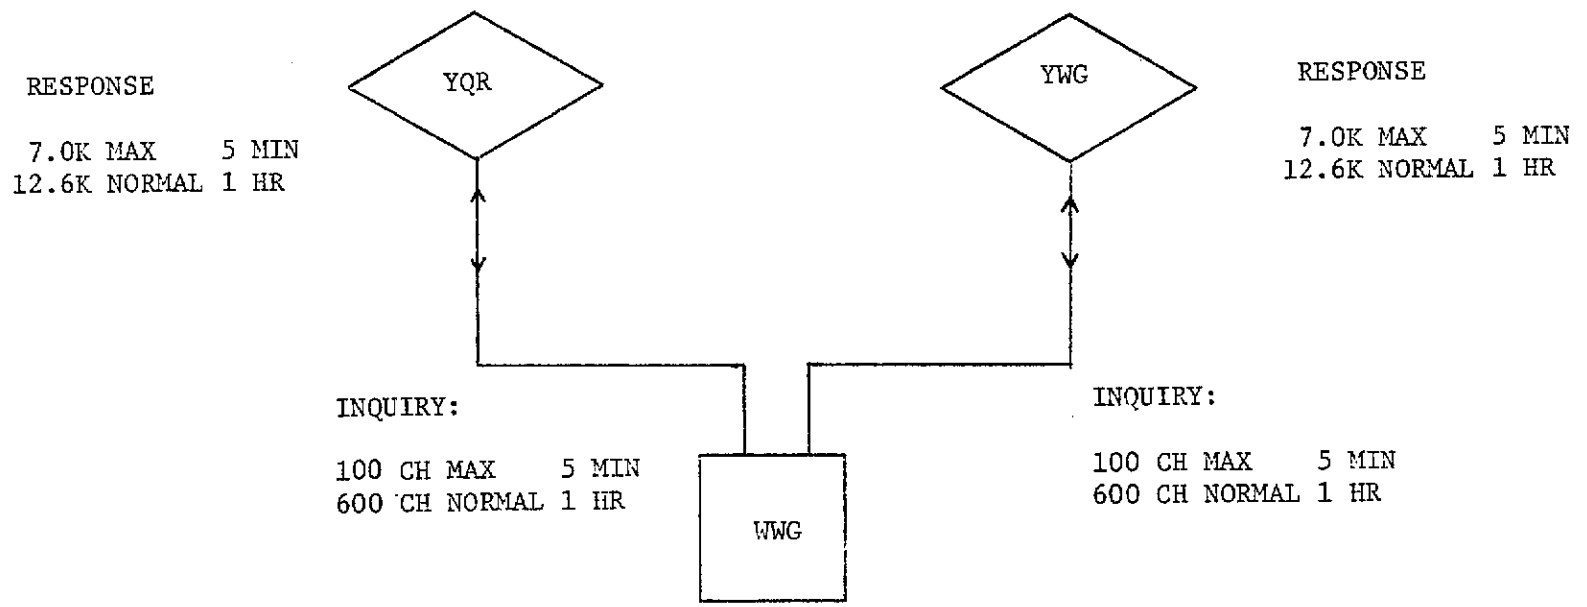 RESPONSE
7.0K MAX 5 MIN
12.6K NORMAL 1 HR
YQR
YWG
RESPONSE
7.0K MAX 5 MIN
12.6K NORMAL 1 HR
INQUIRY:
100 CH MAX 5 MIN
600 CH NORMAL 1 HR
WWG
INQUIRY:
100 CH MAX 5 MIN
600 CH NORMAL 1 HR